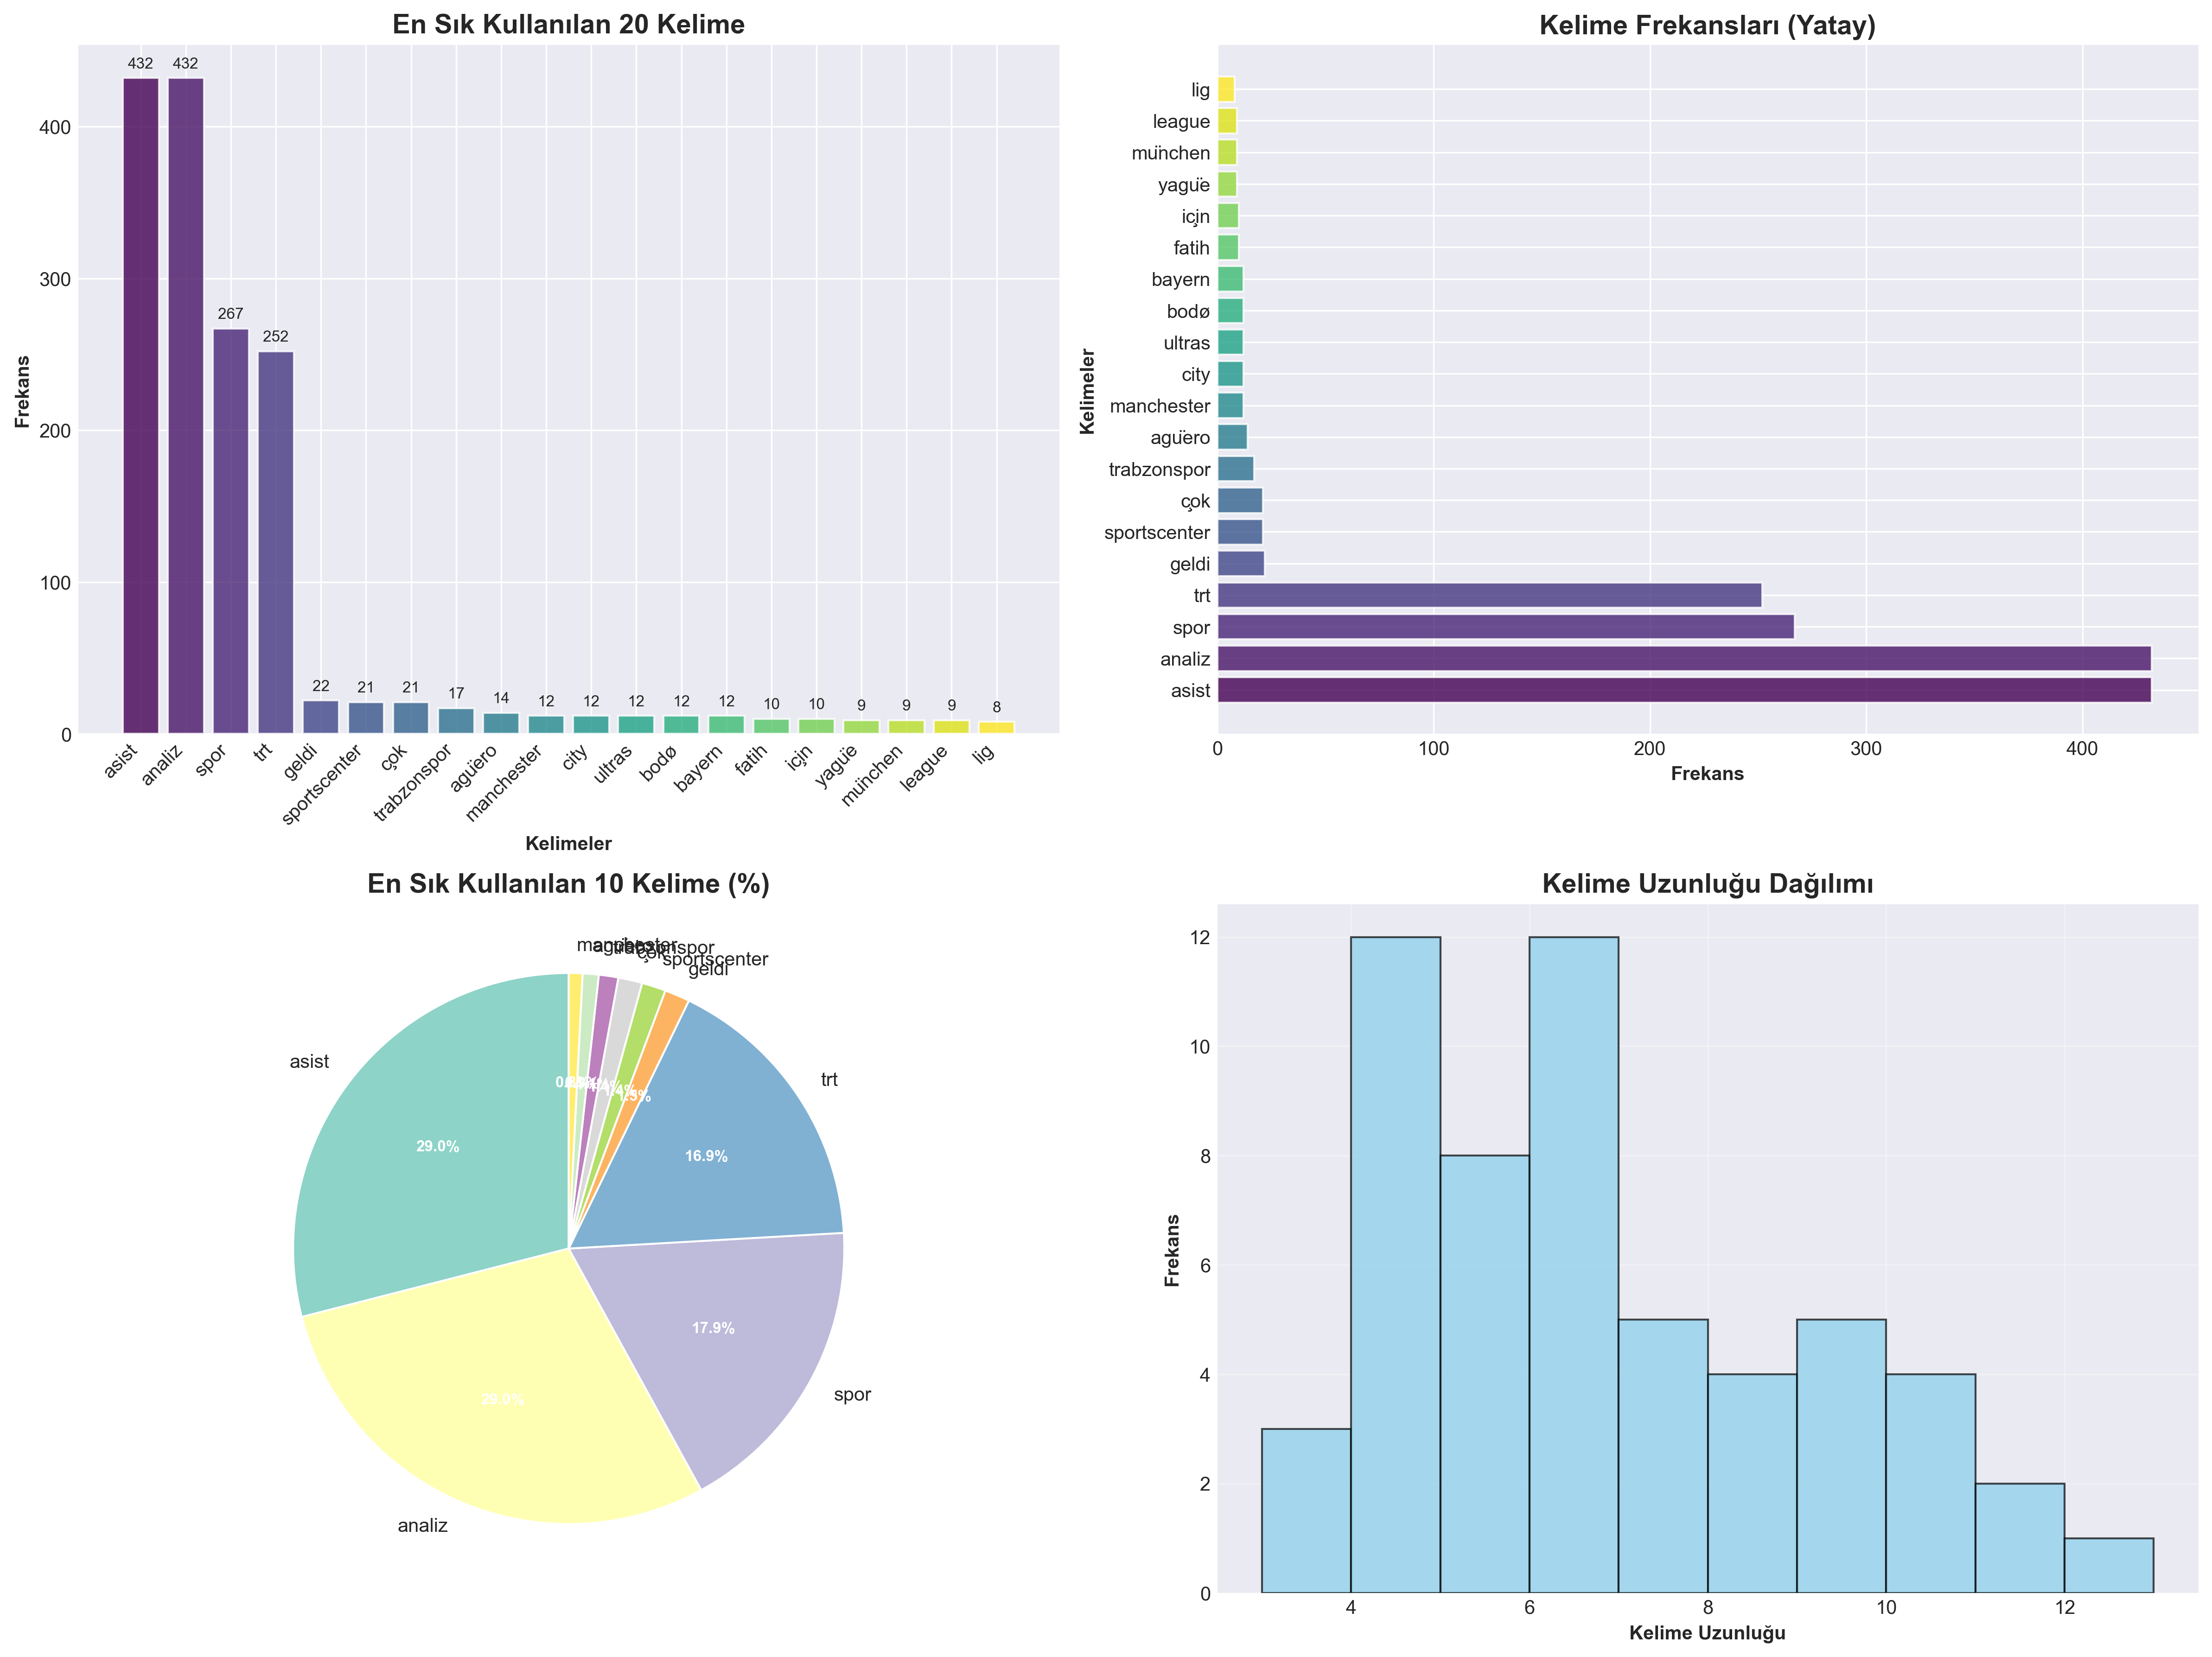 En Sık Kullanılan 20 Kelime
432
432
267
252
22
21
21
17
14
12
12
12
12
12
10
10
9
9
9
8
400
300
200
100
0
Frekans
asist
analiz
spor
trt
geldi
sportscenter
çok
trabzonspor
agüero
manchester
city
ultras
bodø
bayern
fatih
için
yagüe
münchen
league
lig
Kelimeler
Kelime Frekansları (Yatay)
lig
league
münchen
yagüe
için
fatih
bayern
bodø
ultras
city
manchester
agüero
trabzonspor
çok
sportscenter
geldi
trt
spor
analiz
asist
Kelimeler
0 100 200 300 400
Frekans
En Sık Kullanılan 10 Kelime (%)
manchester
agüero
trabzonspor
çok
sportscenter
geldi
asist
trt
29.0%
16.9%
17.9%
29.0%
spor
analiz
Kelime Uzunluğu Dağılımı
12
10
8
6
4
2
0
Frekans
4 6 8 10 12
Kelime Uzunluğu